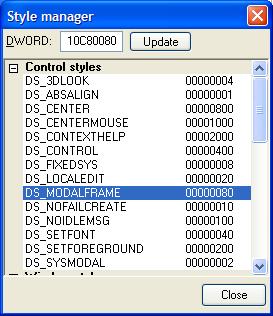 Style manager
DWORD: 10C80080 Update
Control styles
DS_3DLOOK 00000004
DS_ABSALIGN 00000001
DS_CENTER 00000800
DS_CENTERMOUSE 00001000
DS_CONTEXTHELP 00002000
DS_CONTROL 00000400
DS_FIXEDSYS 00000008
DS_LOCALEDIT 00000020
DS_MODALFRAME 00000080
DS_NOFAILCREATE 00000010
DS_NOIDLEMSG 00000100
DS_SETFONT 00000040
DS_SETFOREGROUND 00000200
DS_SYSMODAL 00000002
Close